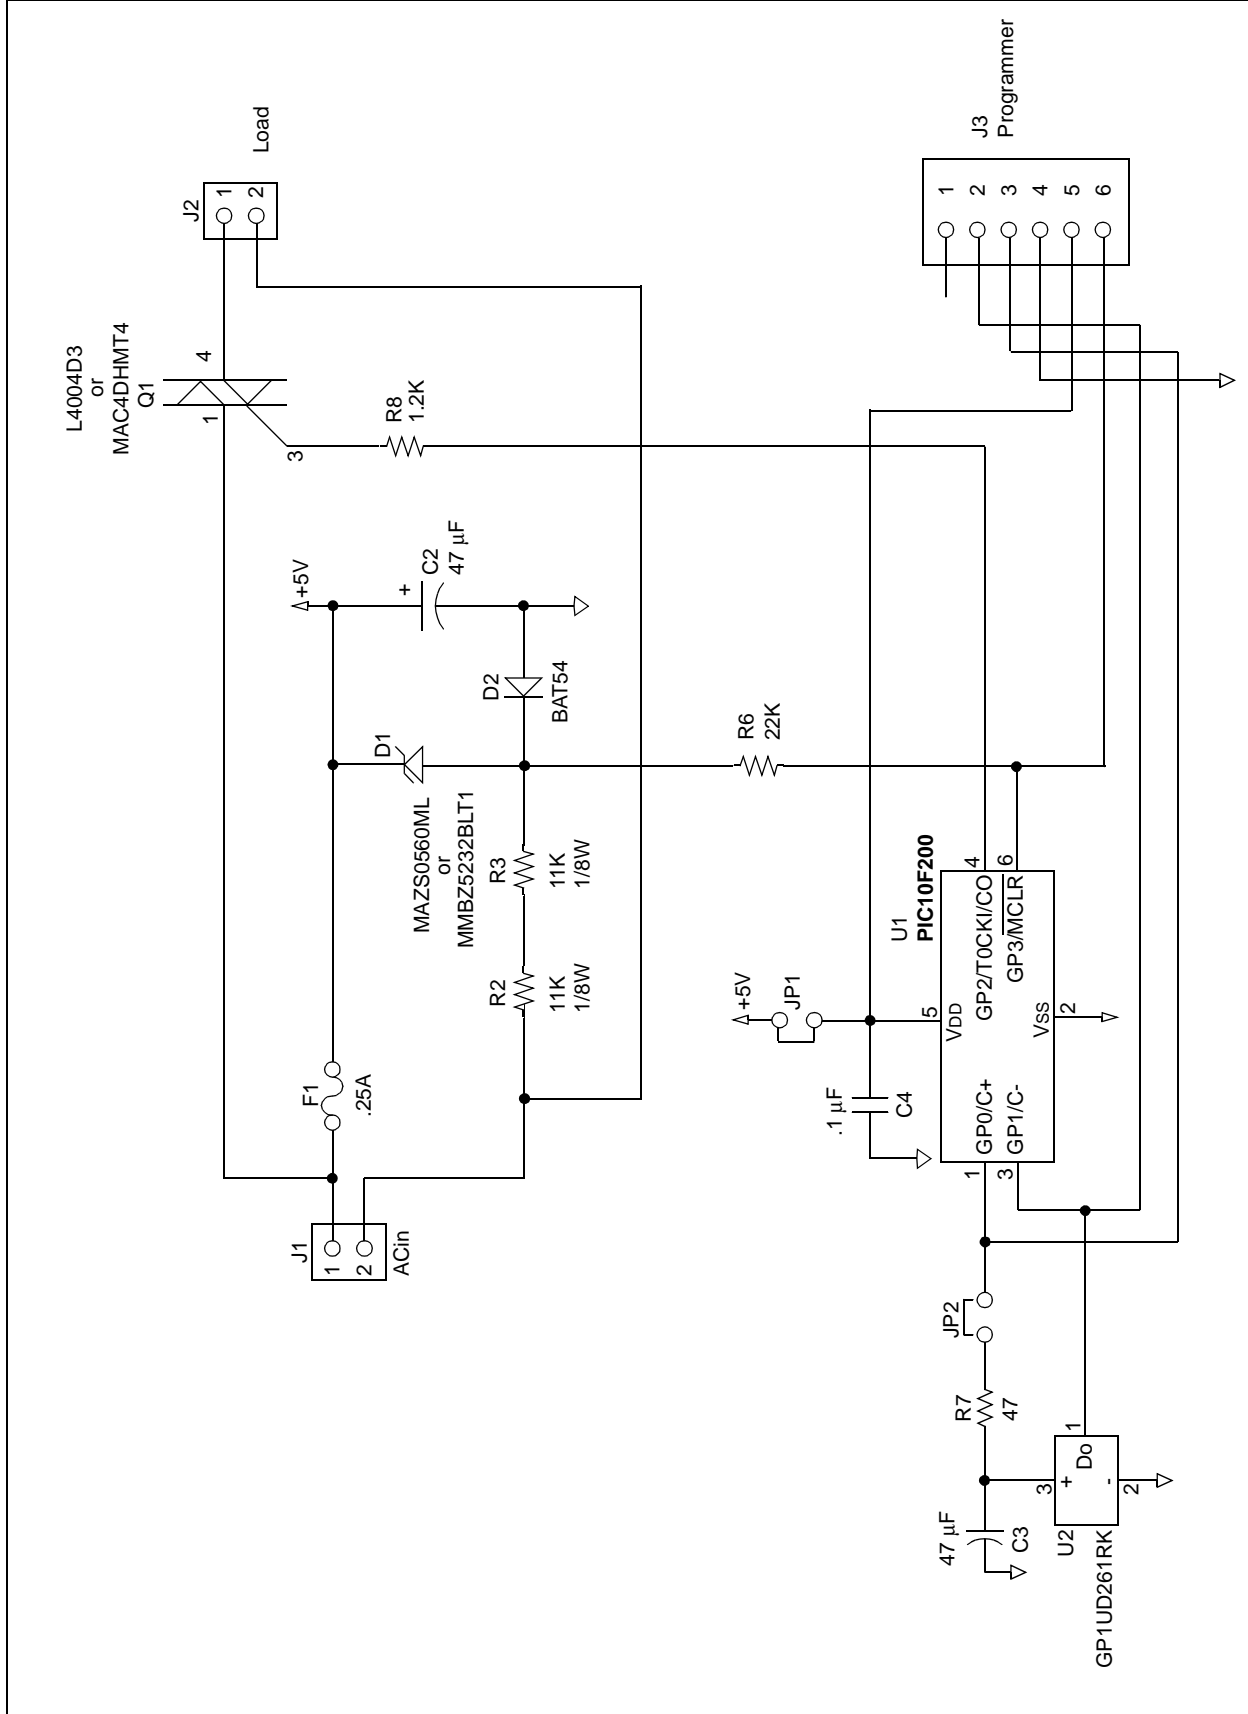 L4004D3
or
MAC4DHMT4
Q1
1
4
3
J2
1
2
Load
R8
1.2K
+5V
+
C2
47 µF
D1
MAZS0560ML
or
MMBZ5232BLT1
D2
BAT54
R3
11K
1/8W
R2
11K
1/8W
F1
.25A
J1
1
2
ACin
R6
22K
J3
Programmer
1
2
3
4
5
6
+5V
JP1
.1 µF
C4
U1
PIC10F200
5
VDD
4
GP2/T0CKI/CO
6
GP3/MCLR
VSS
2
GP0/C+
1
GP1/C-
3
JP2
R7
47
47 µF
C3
3
+
Do
1
-
2
U2
GP1UD261RK